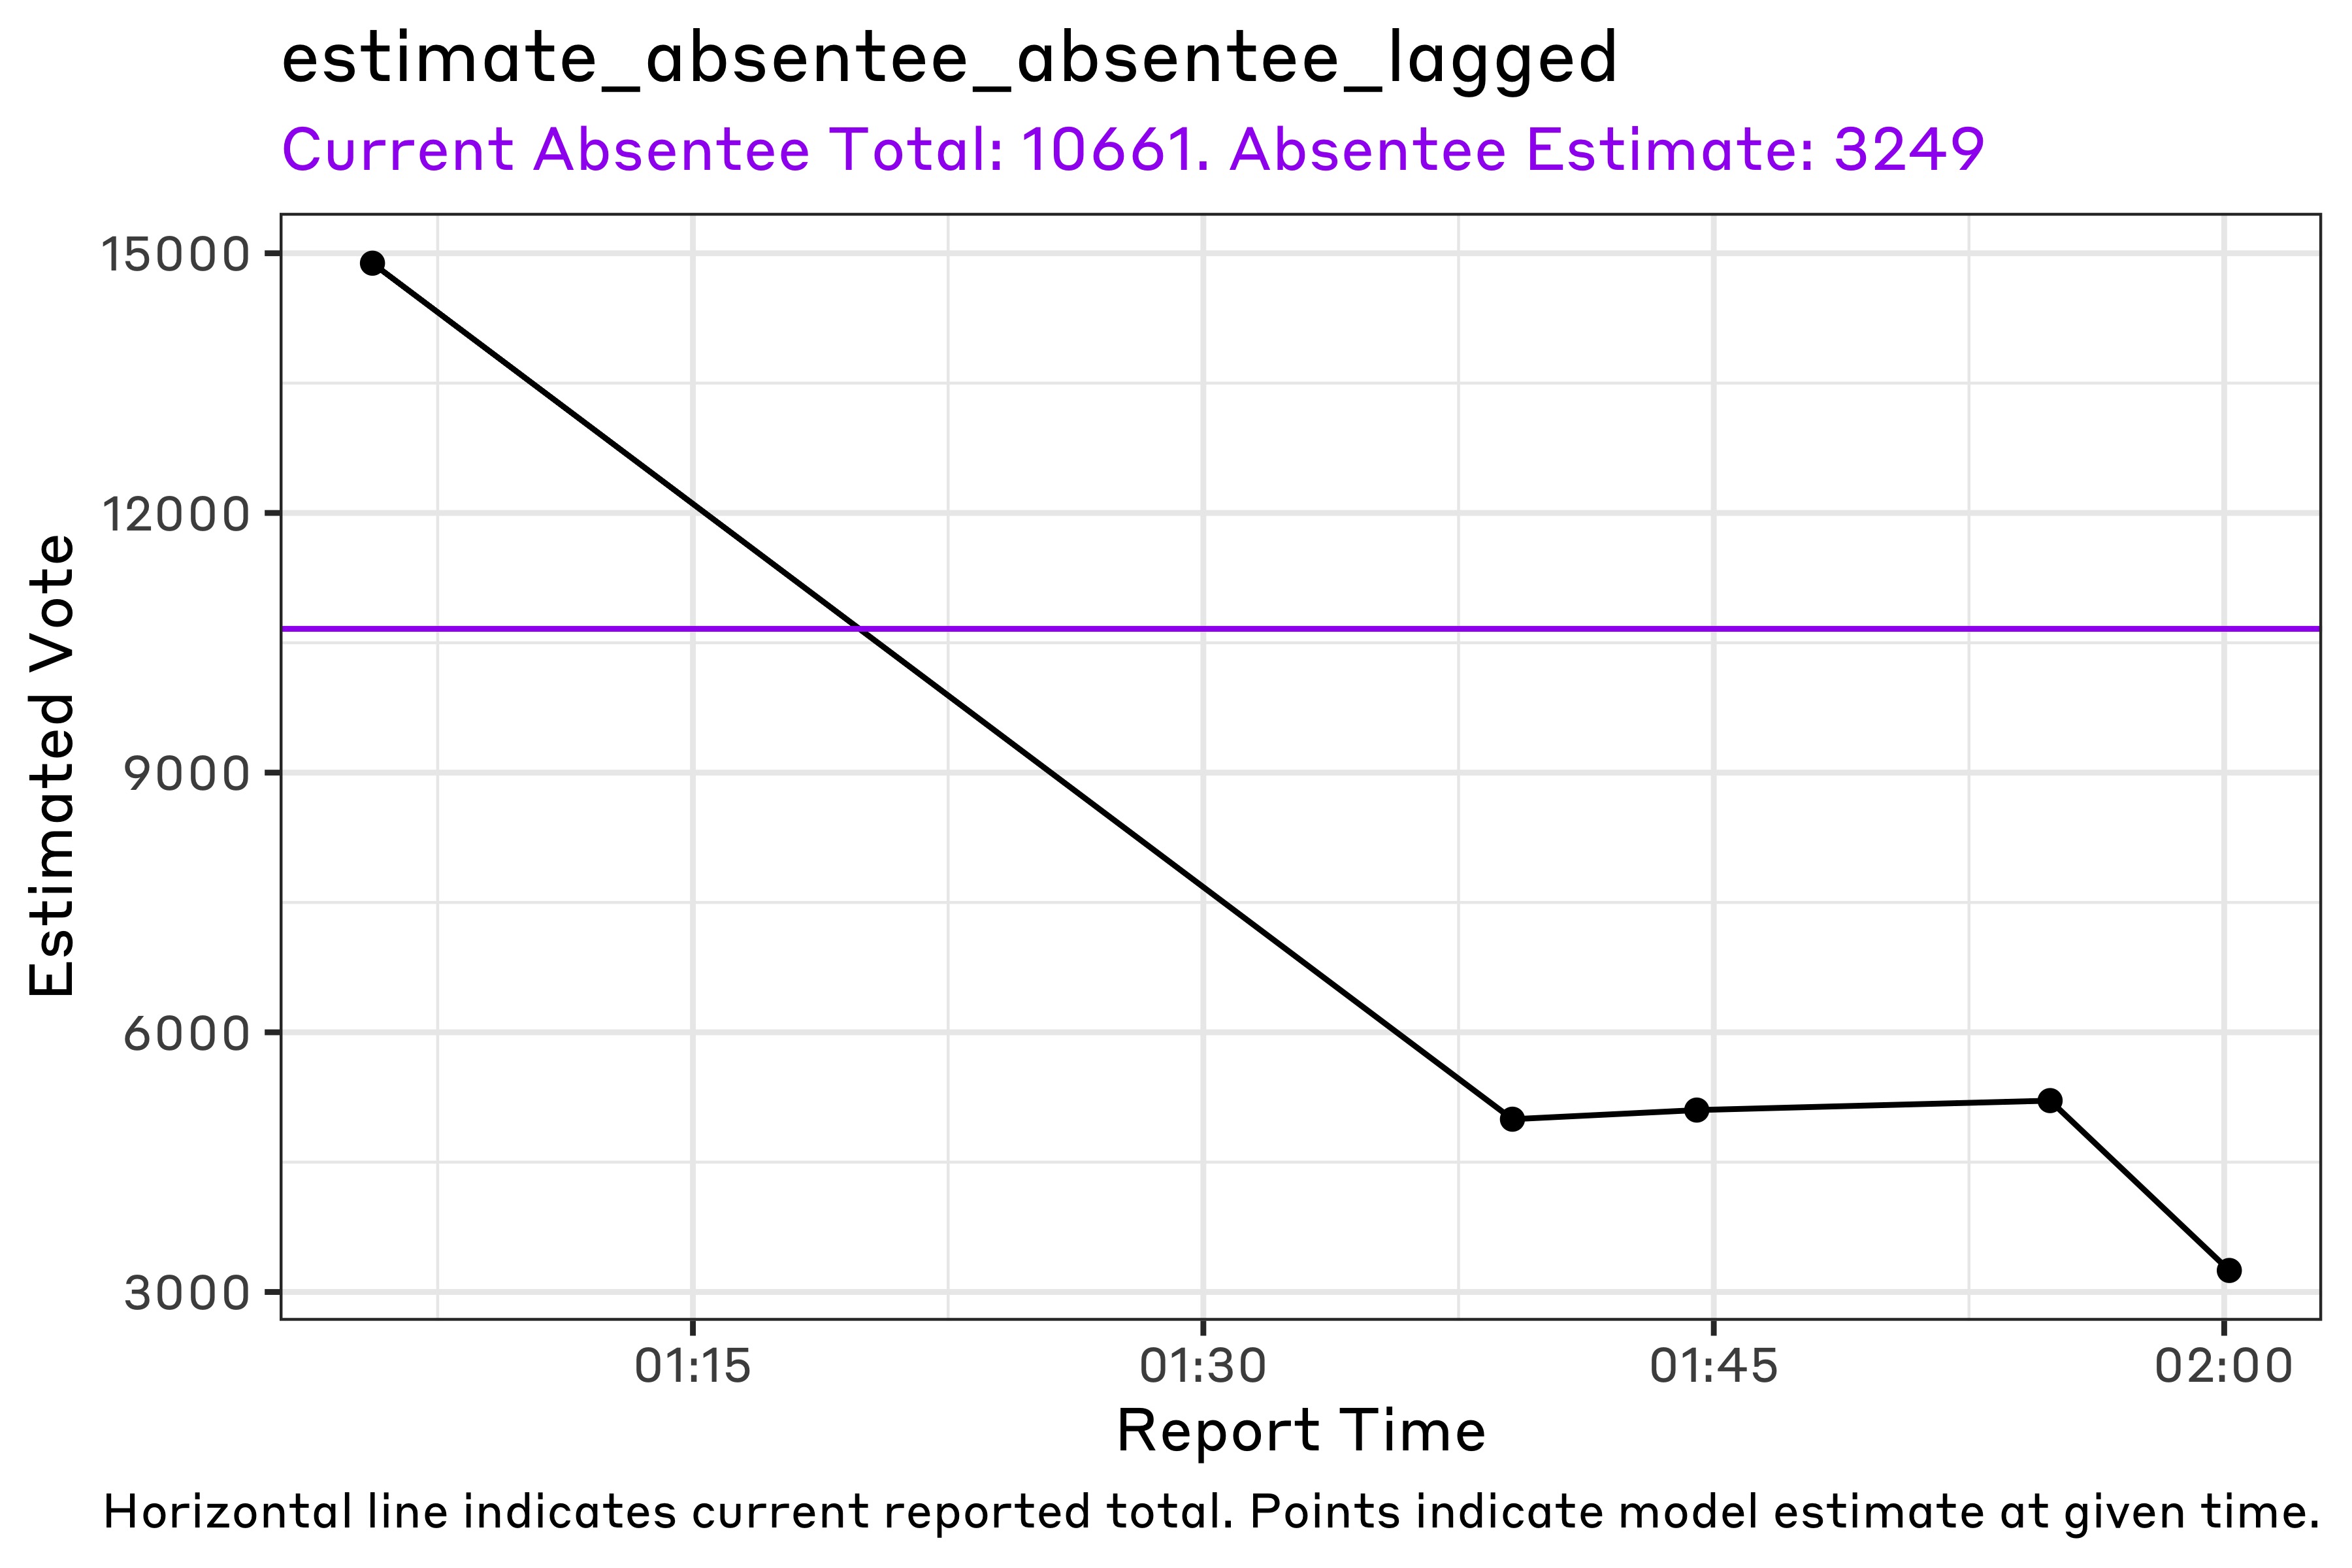 estimate_absentee_absentee_lagged
Current Absentee Total: 10661. Absentee Estimate: 3249
Estimated Vote
15000
12000
9000
6000
3000
01:15
01:30
01:45
02:00
Report Time
Horizontal line indicates current reported total. Points indicate model estimate at given time.